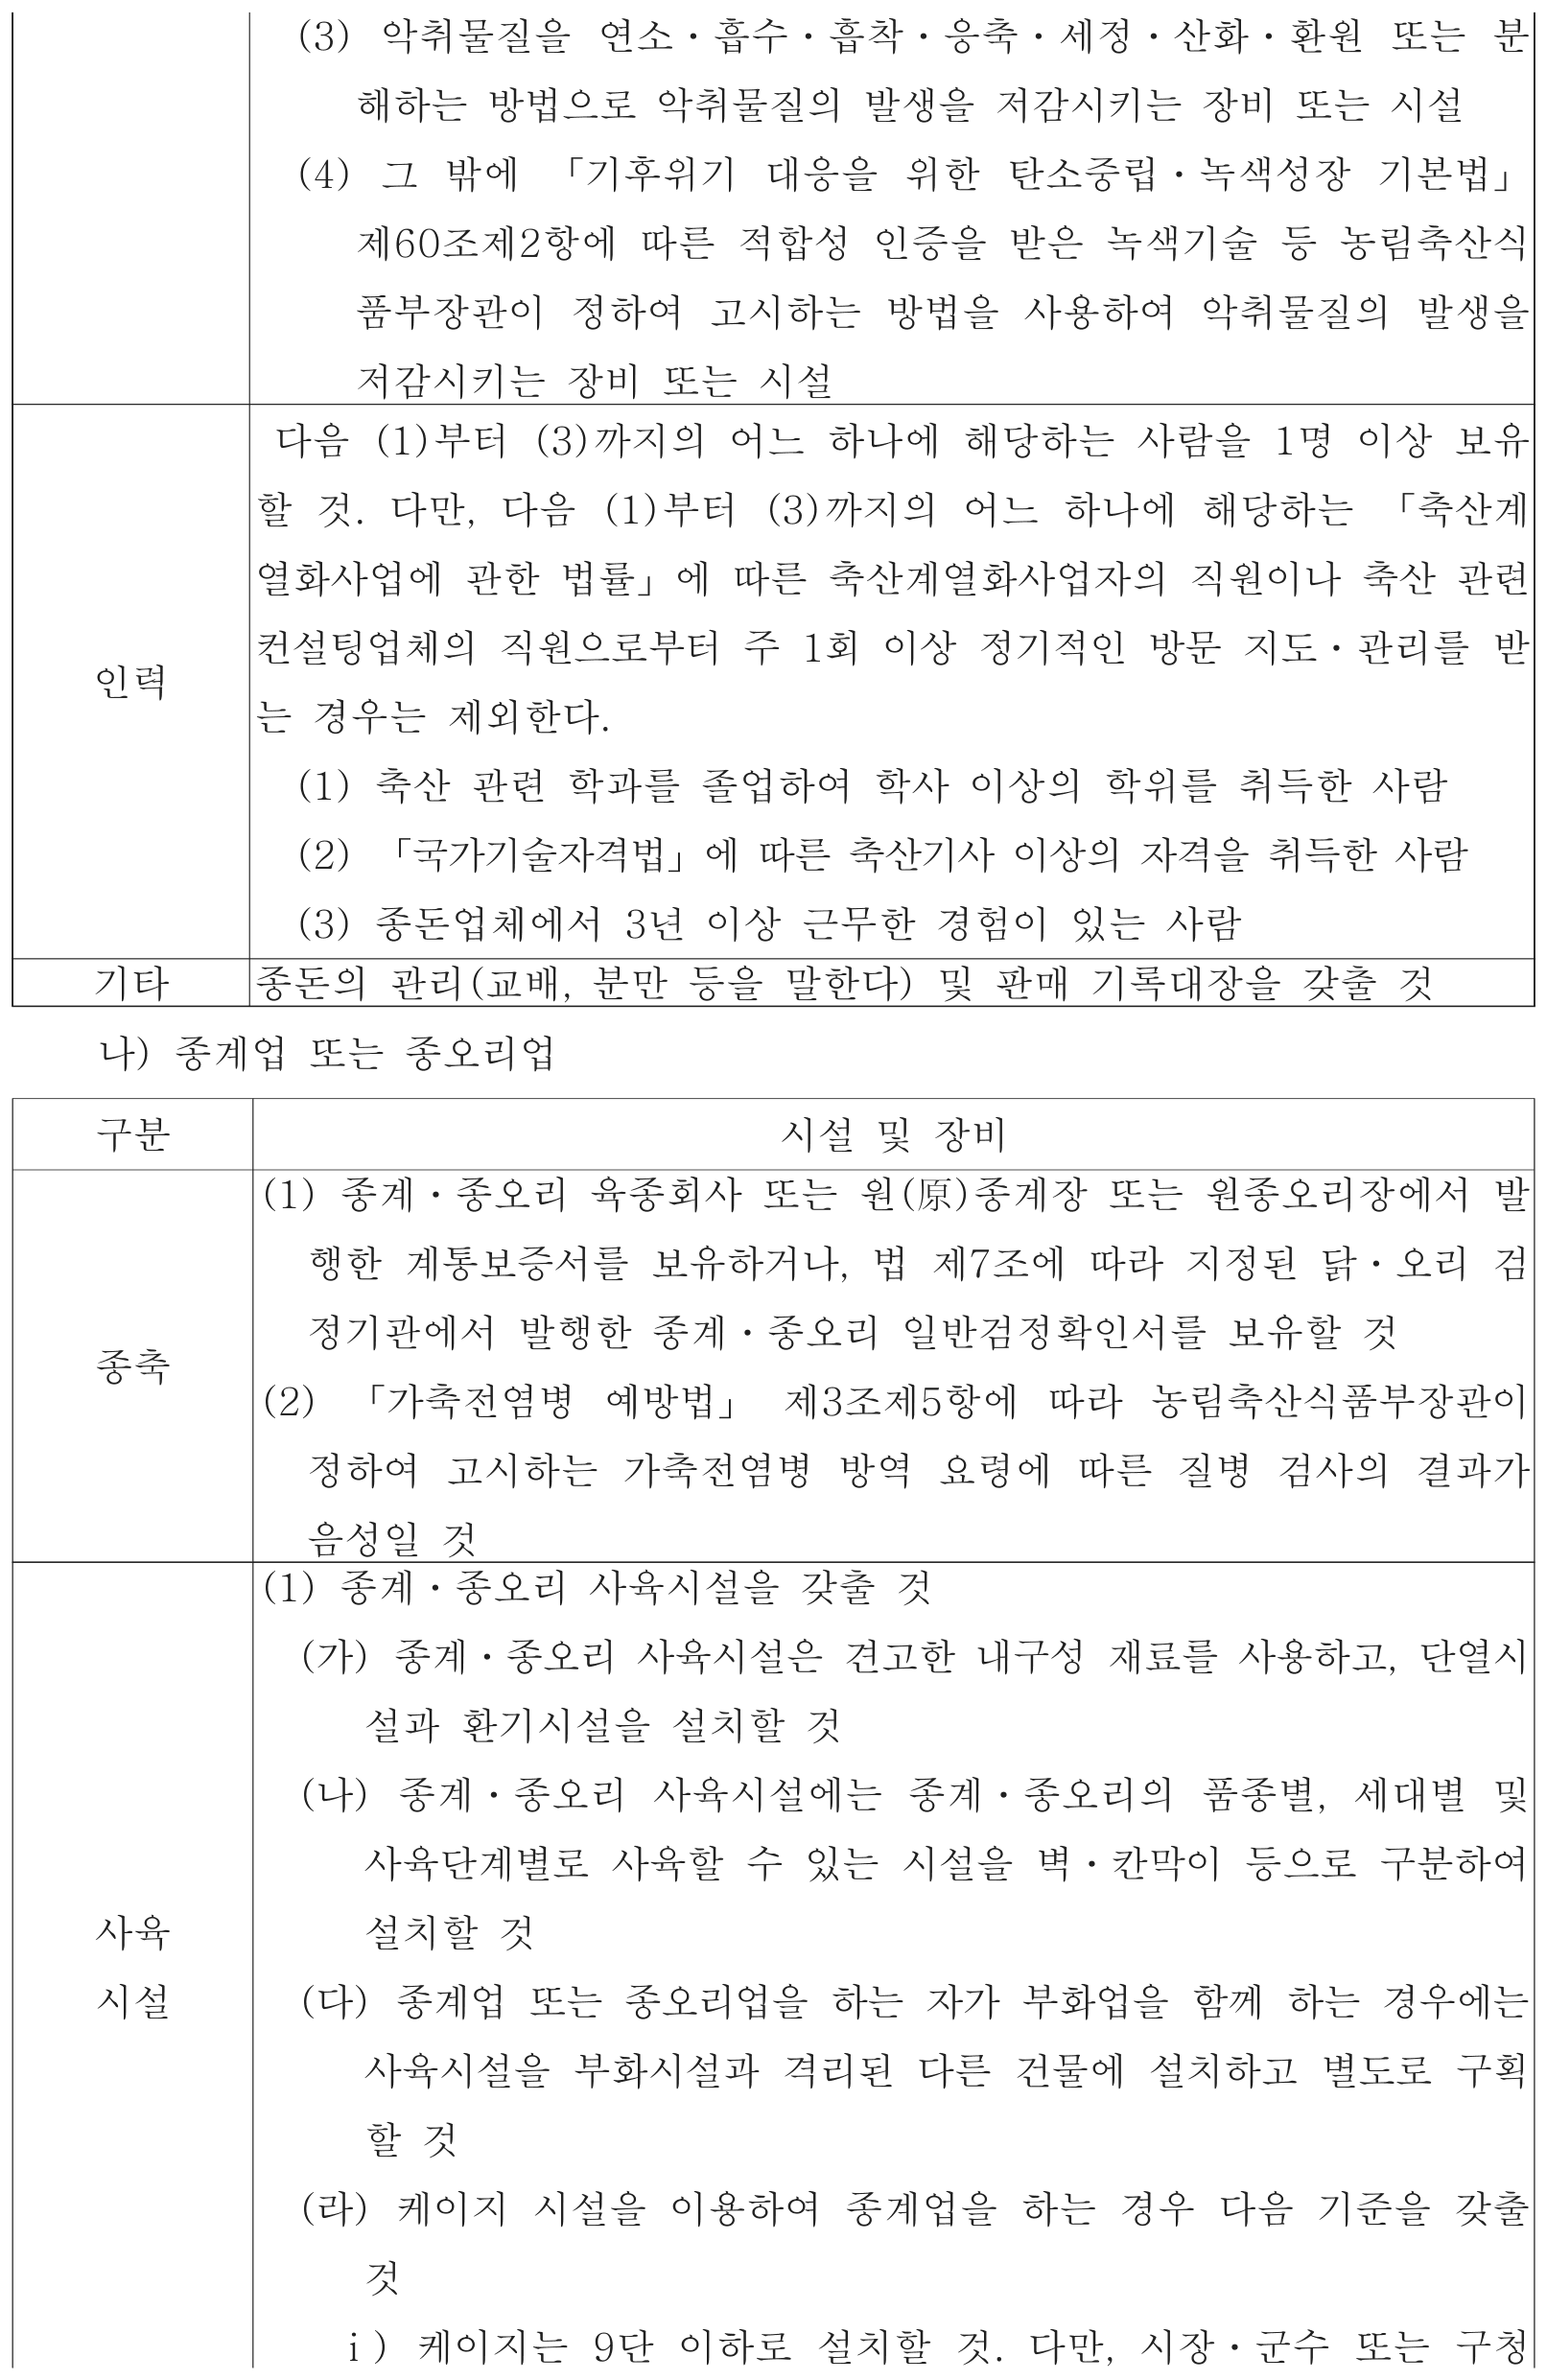 (3) 악취물질을 연소·흡수·흡착·응축·세정·산화·환원 또는 분
해하는 방법으로 악취물질의 발생을 저감시키는 장비 또는 시설
(4) 그 밖에 「기후위기 대응을 위한 탄소중립·녹색성장 기본법」
제60조제2항에 따른 적합성 인증을 받은 녹색기술 등 농림축산식
품부장관이 정하여 고시하는 방법을 사용하여 악취물질의 발생을
저감시키는 장비 또는 시설
인력
다음 (1)부터 (3)까지의 어느 하나에 해당하는 사람을 1명 이상 보유
할 것. 다만, 다음 (1)부터 (3)까지의 어느 하나에 해당하는 「축산계
열화사업에 관한 법률」에 따른 축산계열화사업자의 직원이나 축산 관련
컨설팅업체의 직원으로부터 주 1회 이상 정기적인 방문 지도·관리를 받
는 경우는 제외한다.
(1) 축산 관련 학과를 졸업하여 학사 이상의 학위를 취득한 사람
(2) 「국가기술자격법」에 따른 축산기사 이상의 자격을 취득한 사람
(3) 종돈업체에서 3년 이상 근무한 경험이 있는 사람
기타
종돈의 관리(교배, 분만 등을 말한다) 및 판매 기록대장을 갖출 것
나) 종계업 또는 종오리업
구분
시설 및 장비
종축
(1) 종계·종오리 육종회사 또는 원(原)종계장 또는 원종오리장에서 발
행한 계통보증서를 보유하거나, 법 제7조에 따라 지정된 닭·오리 검
정기관에서 발행한 종계·종오리 일반검정확인서를 보유할 것
(2) 「가축전염병 예방법」 제3조제5항에 따라 농림축산식품부장관이
정하여 고시하는 가축전염병 방역 요령에 따른 질병 검사의 결과가
음성일 것
사육
시설
(1) 종계·종오리 사육시설을 갖출 것
(가) 종계·종오리 사육시설은 견고한 내구성 재료를 사용하고, 단열시
설과 환기시설을 설치할 것
(나) 종계·종오리 사육시설에는 종계·종오리의 품종별, 세대별 및
사육단계별로 사육할 수 있는 시설을 벽·칸막이 등으로 구분하여
설치할 것
(다) 종계업 또는 종오리업을 하는 자가 부화업을 함께 하는 경우에는
사육시설을 부화시설과 격리된 다른 건물에 설치하고 별도로 구획
할 것
(라) 케이지 시설을 이용하여 종계업을 하는 경우 다음 기준을 갖출
것
ⅰ) 케이지는 9단 이하로 설치할 것. 다만, 시장·군수 또는 구청